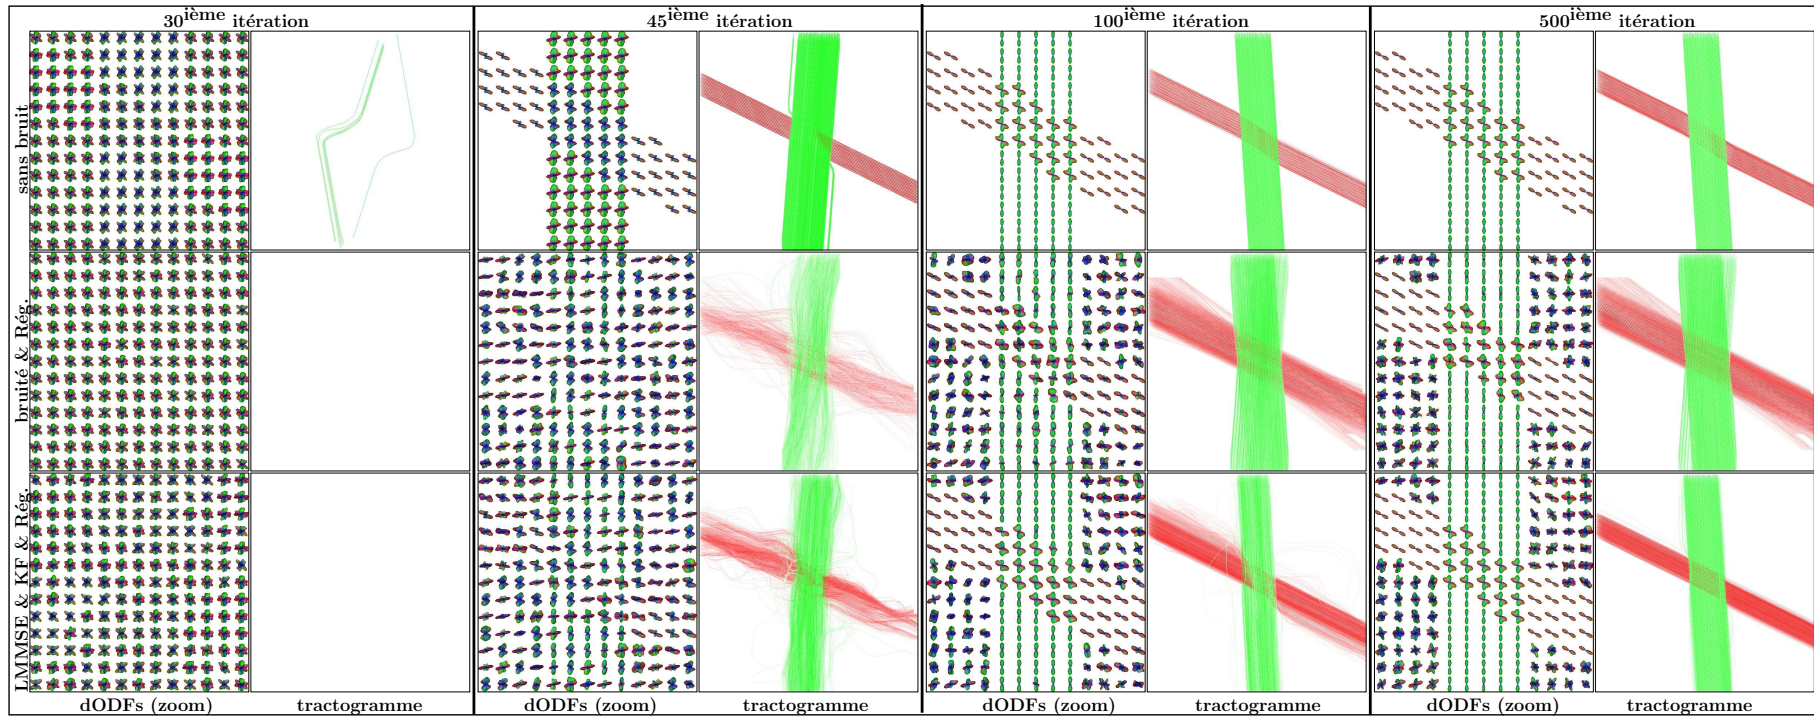 30ième itération
45ième itération
100ième itération
500ième itération
sans bruit
bruité & Rég.
LMMSE & KF & Rég.
dODFs (zoom)
tractogramme
dODFs (zoom)
tractogramme
dODFs (zoom)
tractogramme
dODFs (zoom)
tractogramme